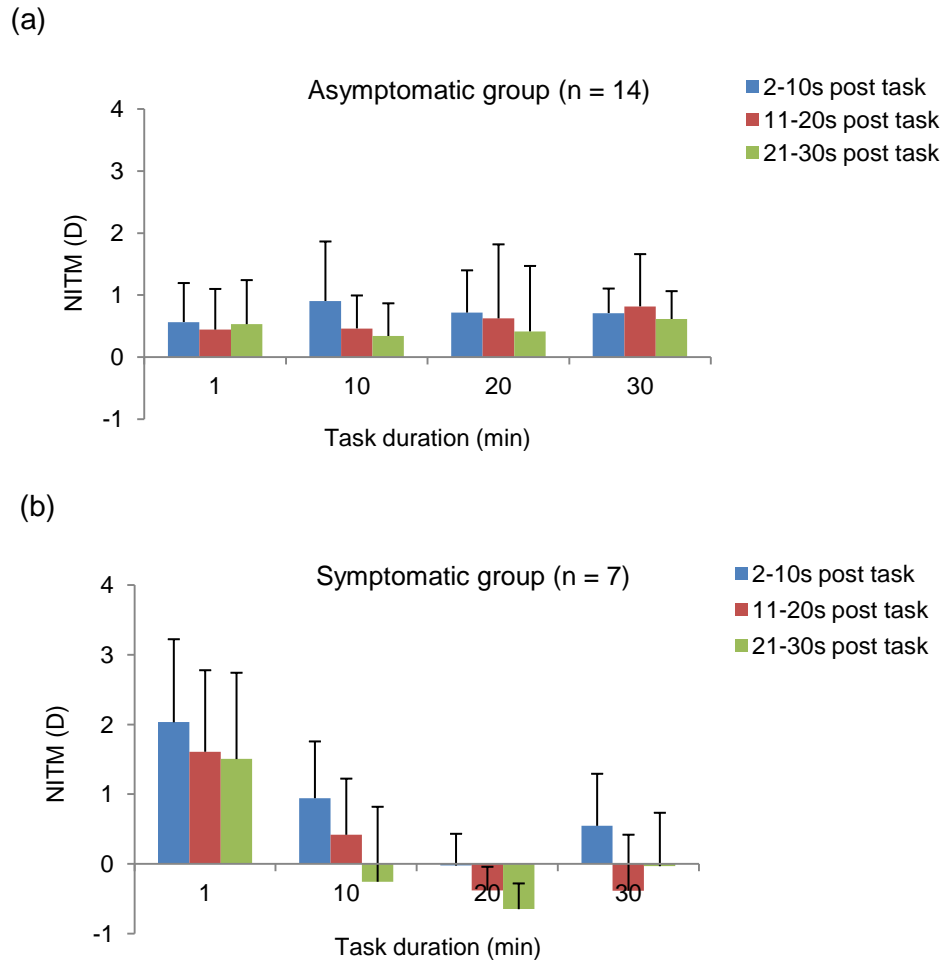 (a)
Asymptomatic group (n = 14)
2-10s post task
11-20s post task
21-30s post task
4
3
2
1
0
-1
NITM (D)
1 10 20 30
Task duration (min)
(b)
Symptomatic group (n = 7)
2-10s post task
11-20s post task
21-30s post task
4
3
2
1
0
-1
NITM (D)
1 10 20 30
Task duration (min)